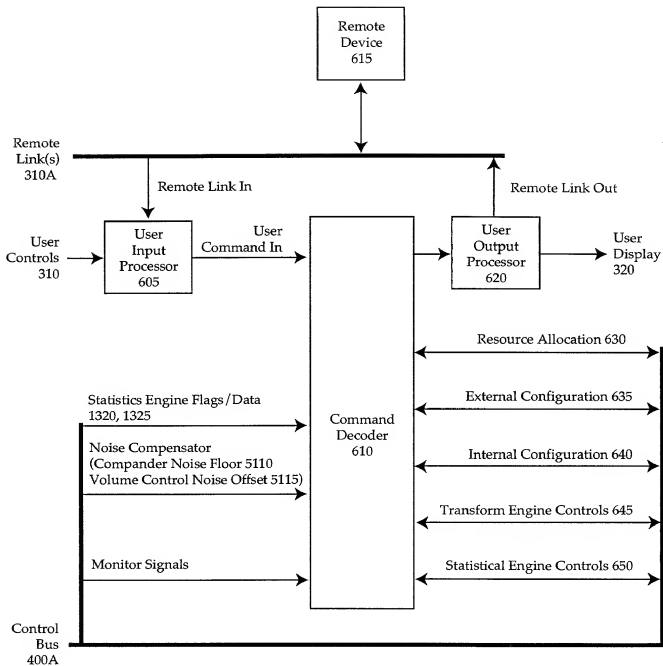 Remote
Device
615
Remote
Link(s)
310A
Remote Link In
Remote Link Out
User
Controls
310
User
Input
Processor
605
User
Command In
User
Output
Processor
620
User
Display
320
Resource Allocation 630
External Configuration 635
Statistics Engine Flags/Data
1320, 1325
Command
Decoder
610
Noise Compensator
(Compander Noise Floor 5110
Volume Control Noise Offset 5115)
Internal Configuration 640
Transform Engine Controls 645
Monitor Signals
Statistical Engine Controls 650
Control
Bus
400A